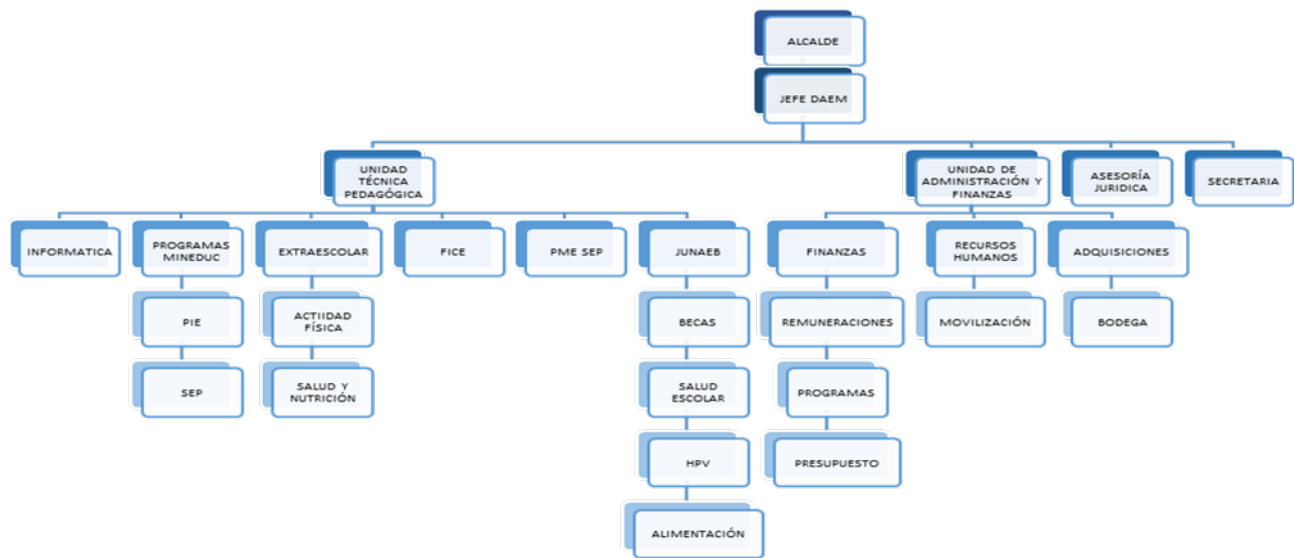 ALCALDE
JEFE DAEM
UNIDAD
TÉCNICA
PEDAGÓGICA
UNIDAD DE
ADMINISTRACIÓN Y
FINANZAS
ASESORÍA
JURIDICA
SECRETARIA
INFORMATICA
PROGRAMAS
MINEDUC
EXTRAESCOLAR
FICE
PME SEP
JUNAEB
FINANZAS
RECURSOS
HUMANOS
ADQUISICIONES
PIE
ACTIIDAD
FÍSICA
BECAS
REMUNERACIONES
MOVILIZACIÓN
BODEGA
SEP
SALUD Y
NUTRICIÓN
SALUD
ESCOLAR
PROGRAMAS
HPV
PRESUPUESTO
ALIMENTACIÓN